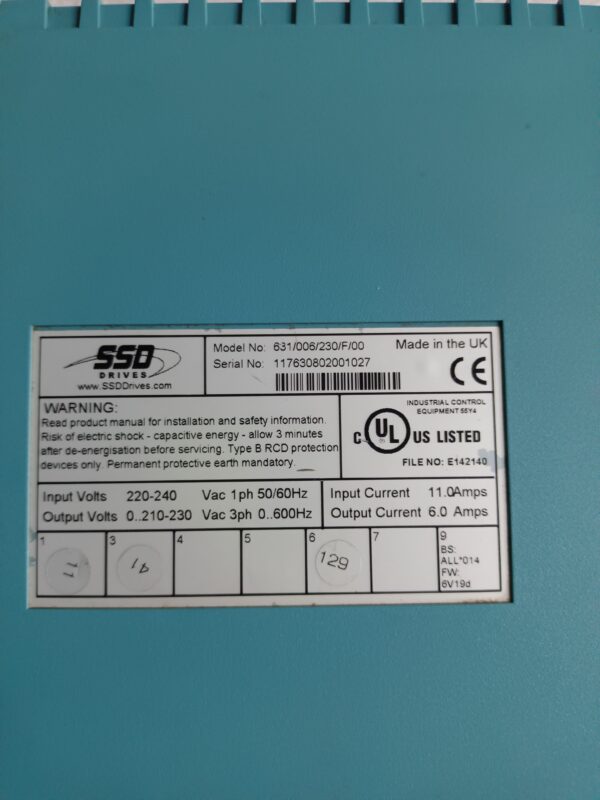 SSD
DRIVES
www.SSDDrives.com
Model No: 631/006/230/F/00
Serial No: 117630802001027
Made in the UK
CE
WARNING:
Read product manual for installation and safety information.
Risk of electric shock - capacitive energy - allow 3 minutes
after de-energisation before servicing. Type B RCD protection
devices only. Permanent protective earth mandatory.
INDUSTRIAL CONTROL
EQUIPMENT 55Y4
C UL US LISTED
FILE NO: E142140
Input Volts 220-240 Vac 1ph 50/60Hz
Output Volts 0..210-230 Vac 3ph 0..600Hz
Input Current 11.0Amps
Output Current 6.0 Amps
1
11
3
41
4
5
6
129
7
9
BS:
ALL*014
FW:
6V19d